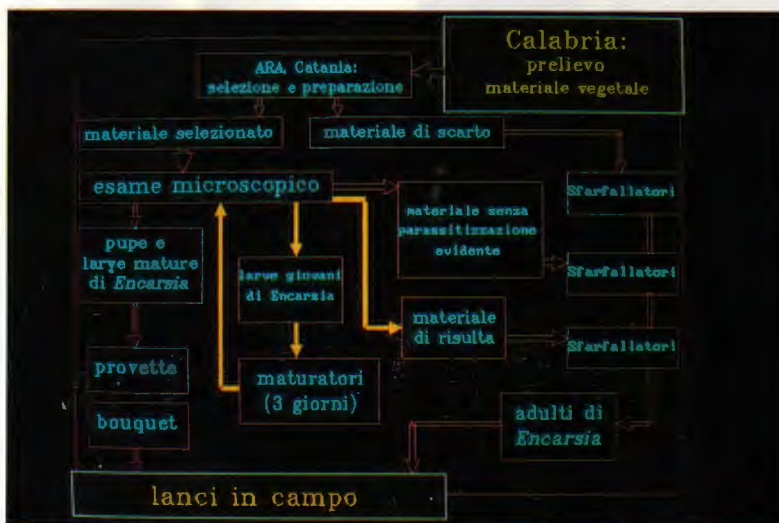 Calabria:
prelievo
materiale vegetale
ARA, Catania:
selezione e preparazione
materiale selezionato
materiale di scarto
esame microscopico
Sfarfallatori
materiale senza
parassitizzazione
evidente
pupe e
larve mature
di Encarsia
larve giovani
di Encarsia
Sfarfallatori
materiale
di risulta
Sfarfallatori
provette
maturatori
(3 giorni)
bouquet
adulti di
Encarsia
lanci in campo